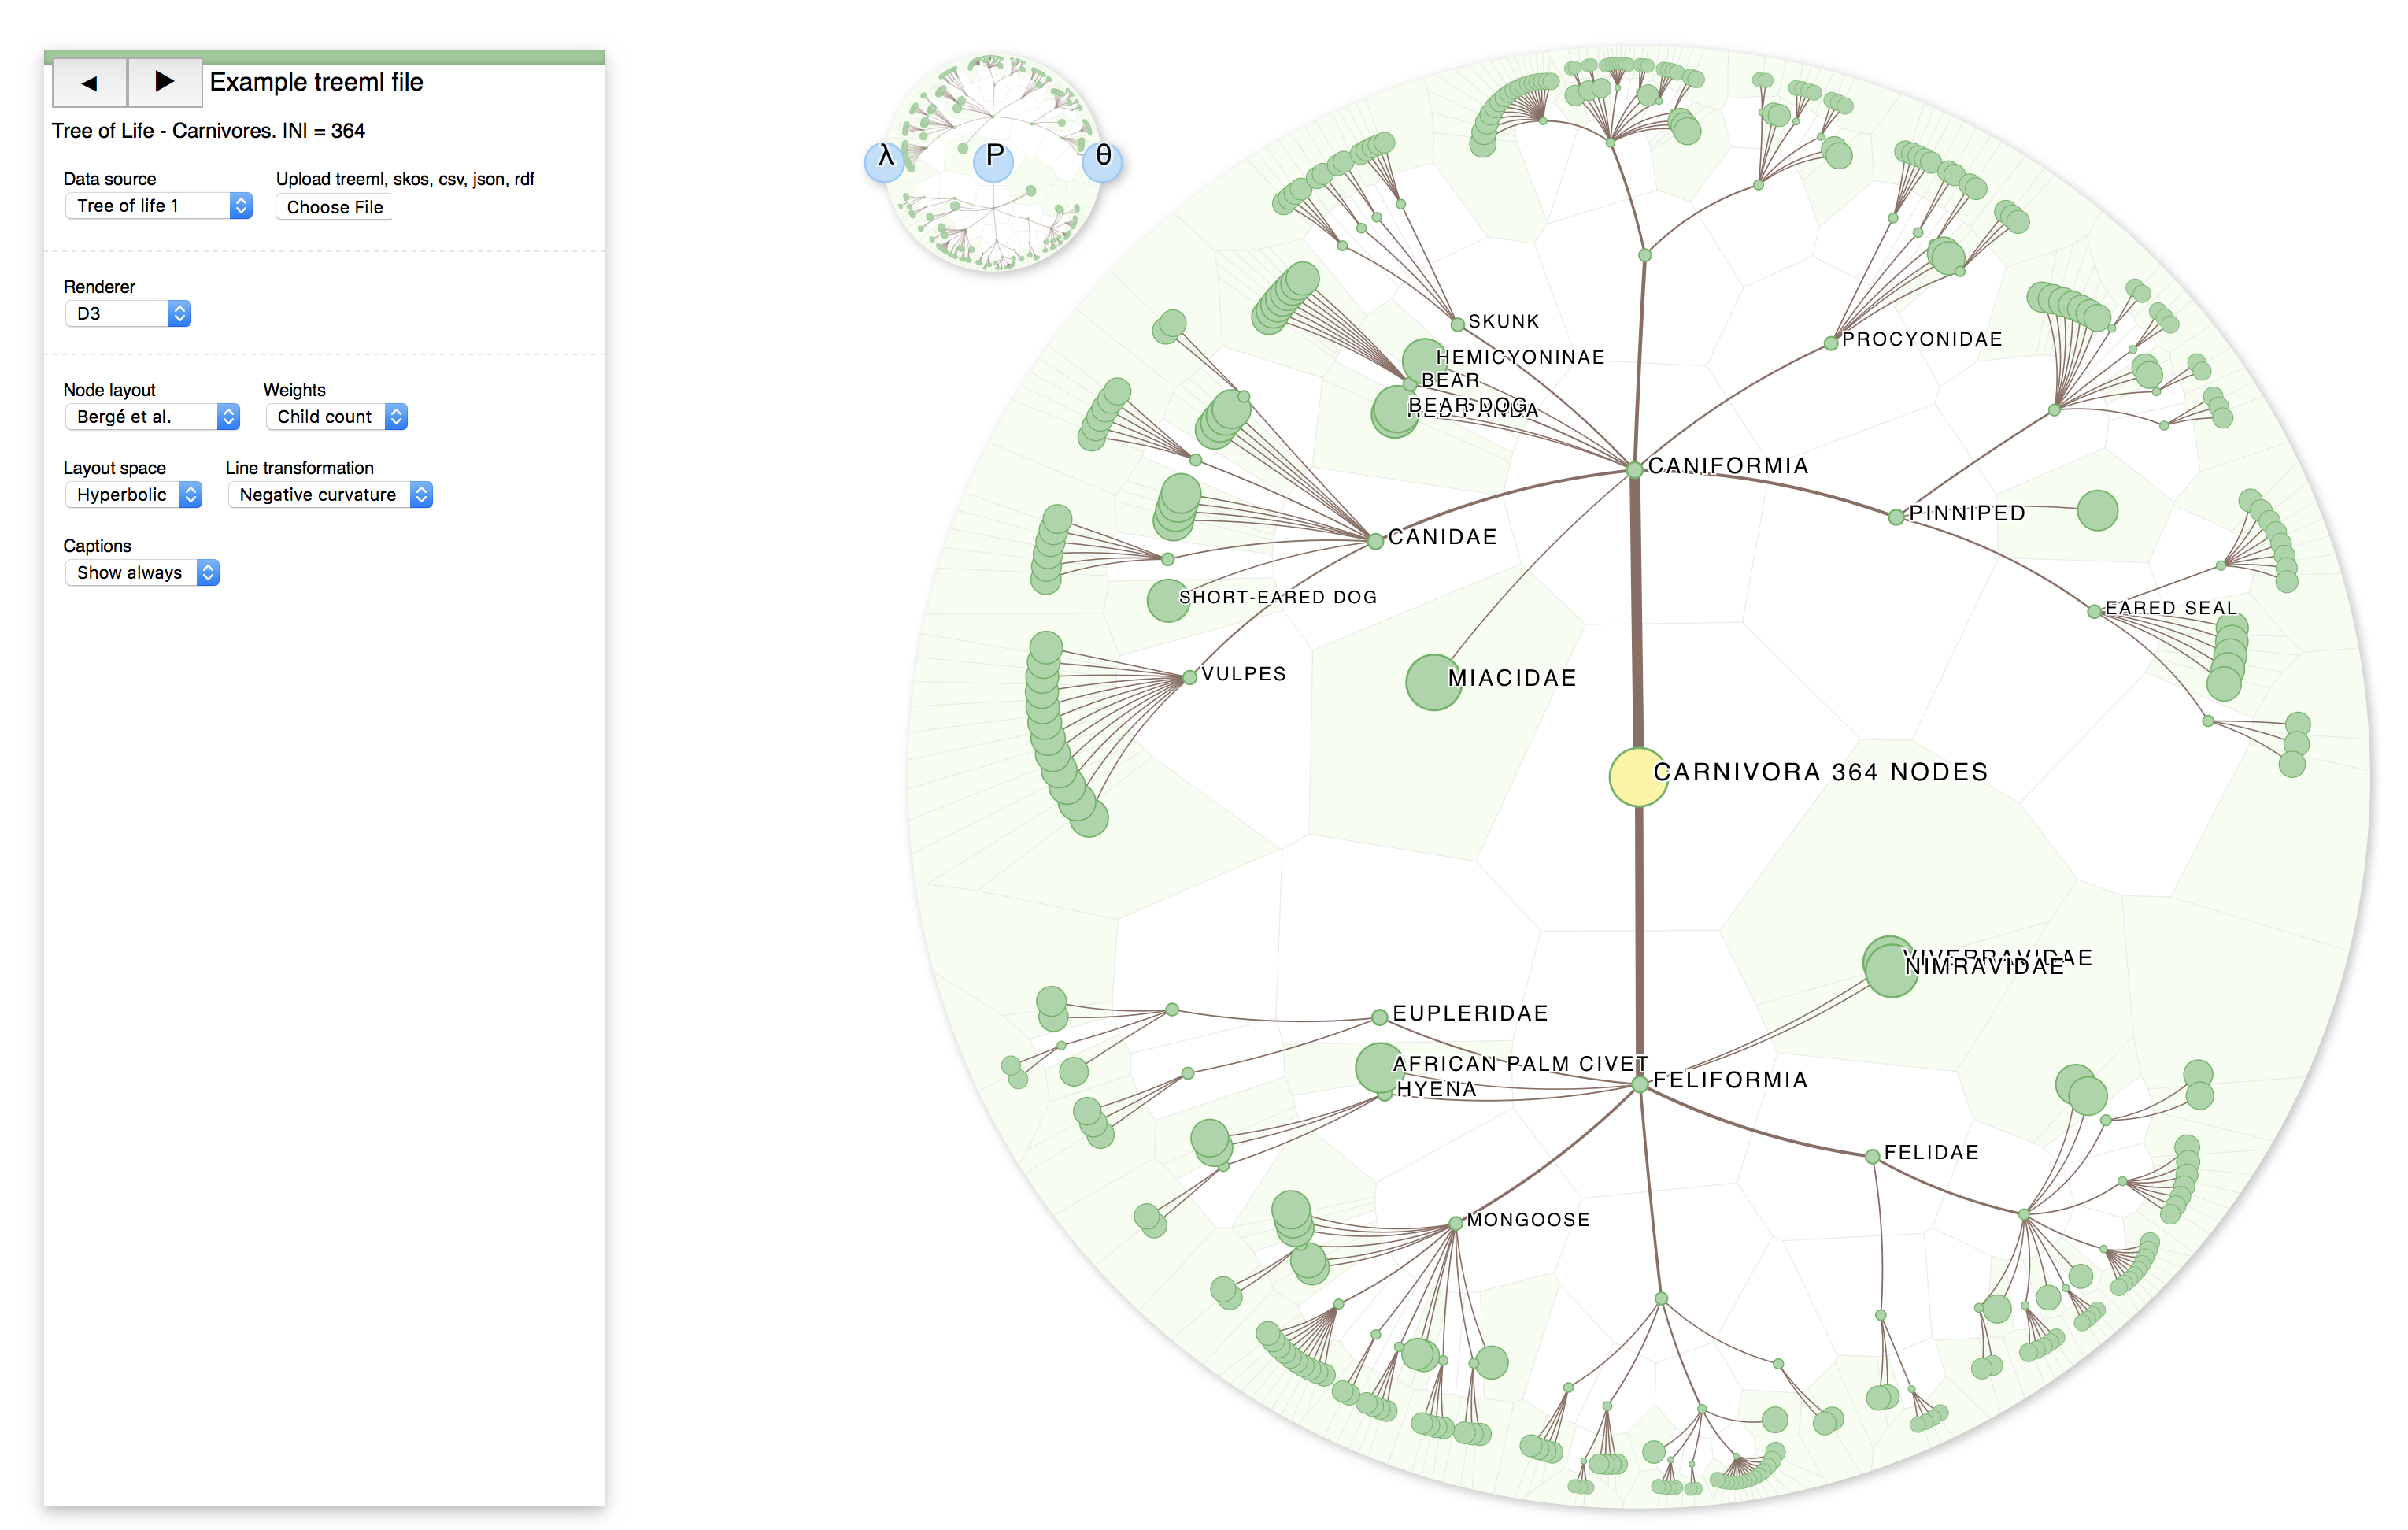 ◀ ▶ Example treeml file
Tree of Life - Carnivores. |N| = 364
Data source
Upload treeml, skos, csv, json, rdf
Tree of life 1
Choose File
Renderer
D3
Node layout
Weights
Bergé et al.
Child count
Layout space
Line transformation
Hyperbolic
Negative curvature
Captions
Show always
λ P θ
SKUNK
PROCYONIDAE
HEMICYONINAE
BEAR
BEAR DOG
RED PANDA
CANIFORMIA
PINNIPED
CANIDAE
SHORT-EARED DOG
EARED SEAL
VULPES
MIACIDAE
CARNIVORA 364 NODES
VIVERRAVIDAE
NIMRAVIDAE
EUPLERIDAE
AFRICAN PALM CIVET
FELIFORMIA
HYENA
FELIDAE
MONGOOSE